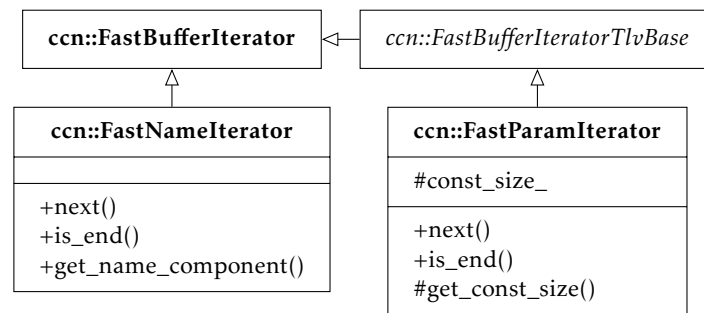 ccn::FastBufferIterator
ccn::FastBufferIteratorTlvBase
ccn::FastNameIterator
+next()
+is_end()
+get_name_component()
ccn::FastParamIterator
#const_size_
+next()
+is_end()
#get_const_size()